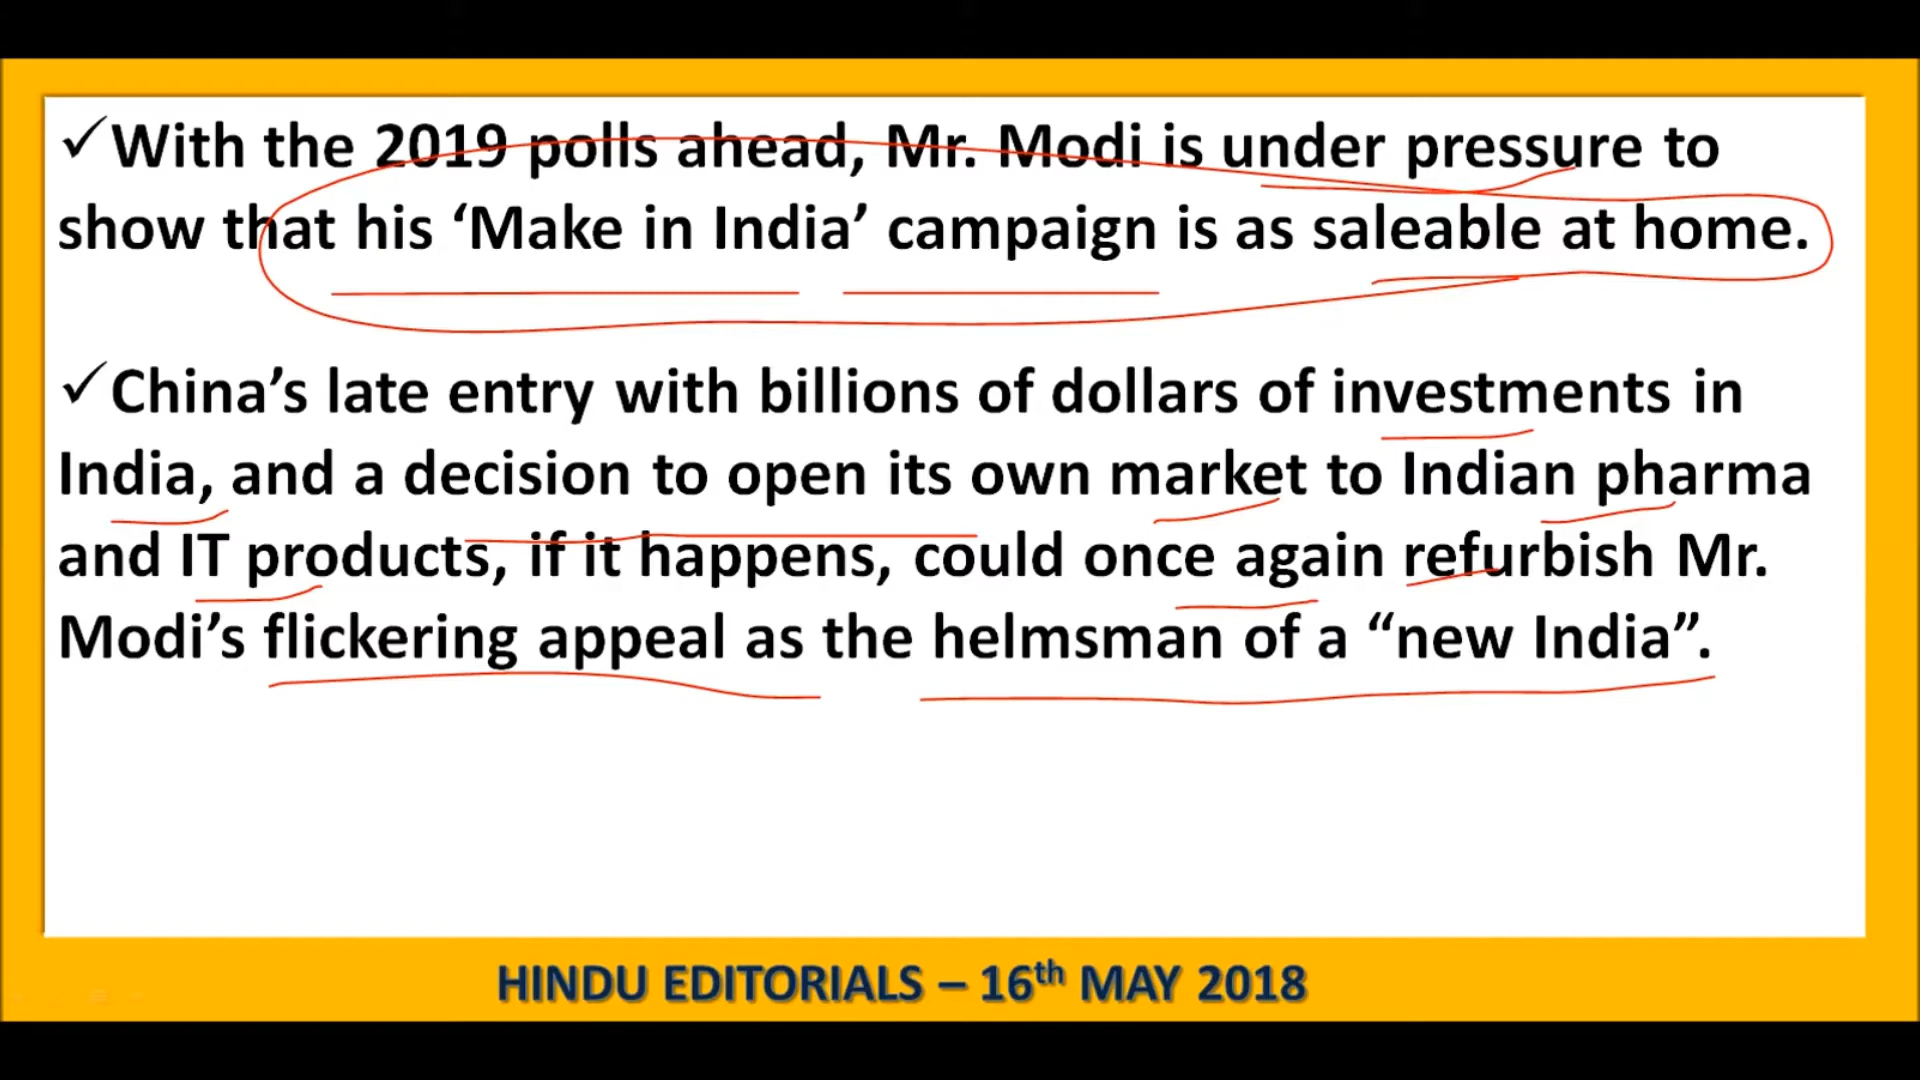 ✓With the 2019 polls ahead, Mr. Modi is under pressure to
show that his ‘Make in India’ campaign is as saleable at home.
✓China’s late entry with billions of dollars of investments in
India, and a decision to open its own market to Indian pharma
and IT products, if it happens, could once again refurbish Mr.
Modi’s flickering appeal as the helmsman of a “new India”.
HINDU EDITORIALS – 16th MAY 2018